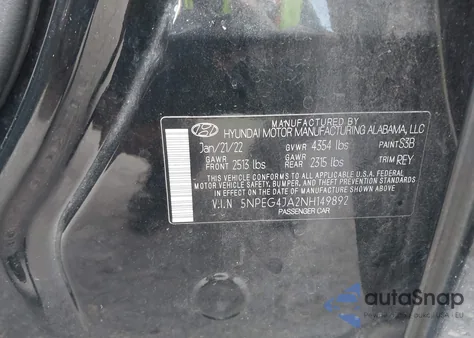 MANUFACTURED BY
HYUNDAI MOTOR MANUFACTURING ALABAMA, LLC
Jan/21/22 GVWR 4354 lbs PAINT S3B
GAWR FRONT 2513 lbs GAWR REAR 2315 lbs TRIM REY
THIS VEHICLE CONFORMS TO ALL APPLICABLE U.S.A. FEDERAL
MOTOR VEHICLE SAFETY, BUMPER, AND THEFT PREVENTION
STANDARDS IN EFFECT ON THE DATE OF MANUFACTURE SHOWN ABOVE.
V.I.N 5NPEG4JA2NH149892
PASSENGER CAR
autoSnap
USA - EU